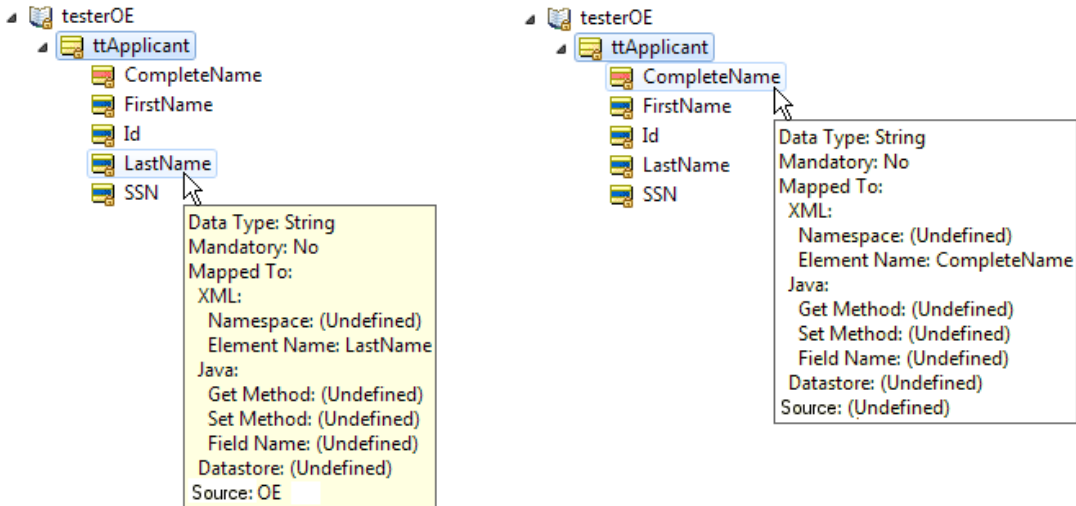 testerOE
ttApplicant
CompleteName
FirstName
Id
LastName
SSN
Data Type: String
Mandatory: No
Mapped To:
XML:
Namespace: (Undefined)
Element Name: LastName
Java:
Get Method: (Undefined)
Set Method: (Undefined)
Field Name: (Undefined)
Datastore: (Undefined)
Source: OE
testerOE
ttApplicant
CompleteName
FirstName
Id
LastName
SSN
Data Type: String
Mandatory: No
Mapped To:
XML:
Namespace: (Undefined)
Element Name: CompleteName
Java:
Get Method: (Undefined)
Set Method: (Undefined)
Field Name: (Undefined)
Datastore: (Undefined)
Source: (Undefined)